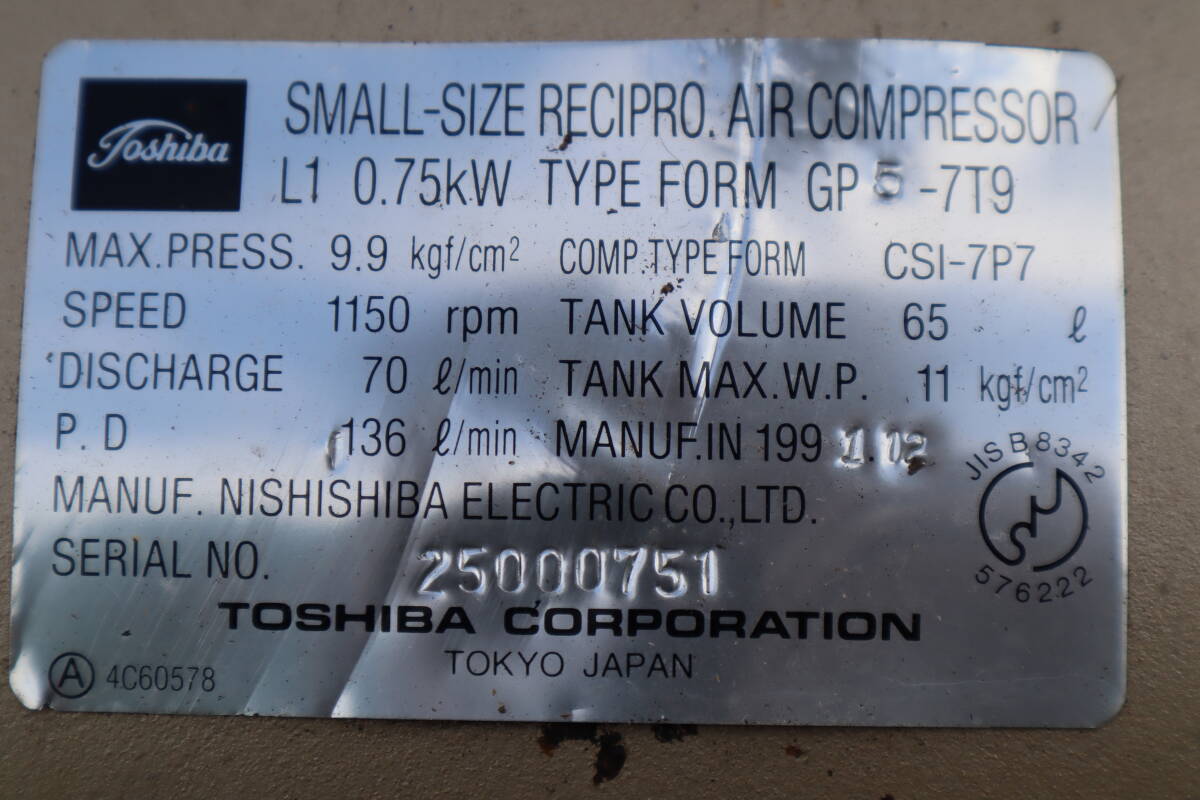 Toshiba
SMALL-SIZE RECIPRO. AIR COMPRESSOR
L1 0.75kW TYPE FORM GP 5 -7T9
MAX.PRESS. 9.9 kgf/cm² COMP.TYPE FORM CSI-7P7
SPEED 1150 rpm TANK VOLUME 65 ℓ
DISCHARGE 70 ℓ/min TANK MAX.W.P. 11 kgf/cm²
P.D 136 ℓ/min MANUF.IN 199 1.12
MANUF. NISHISHIBA ELECTRIC CO.,LTD.
SERIAL NO. 25000751
JIS B 8342
576222
TOSHIBA CORPORATION
TOKYO JAPAN
A 4C60578